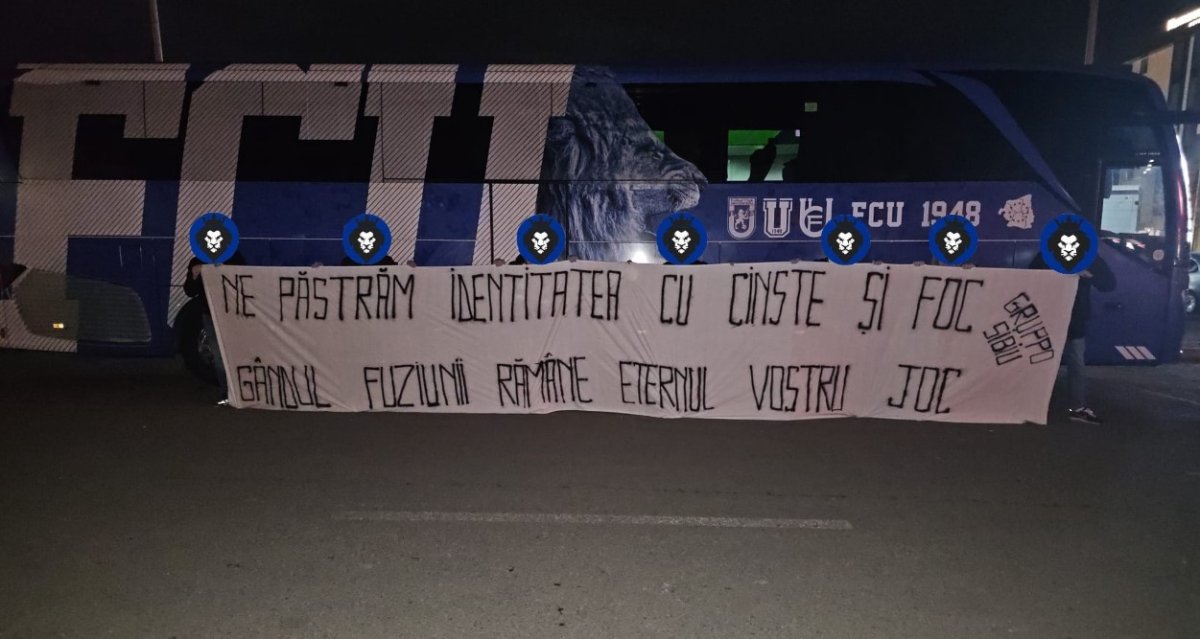 FCU
FCU 1948
NE PĂSTRĂM IDENTITATEA CU CINSTE ȘI FOC
GÂNDUL FUZIUNII RĂMÂNE ETERNUL VOSTRU JOC
GRUPPO
SIBIU